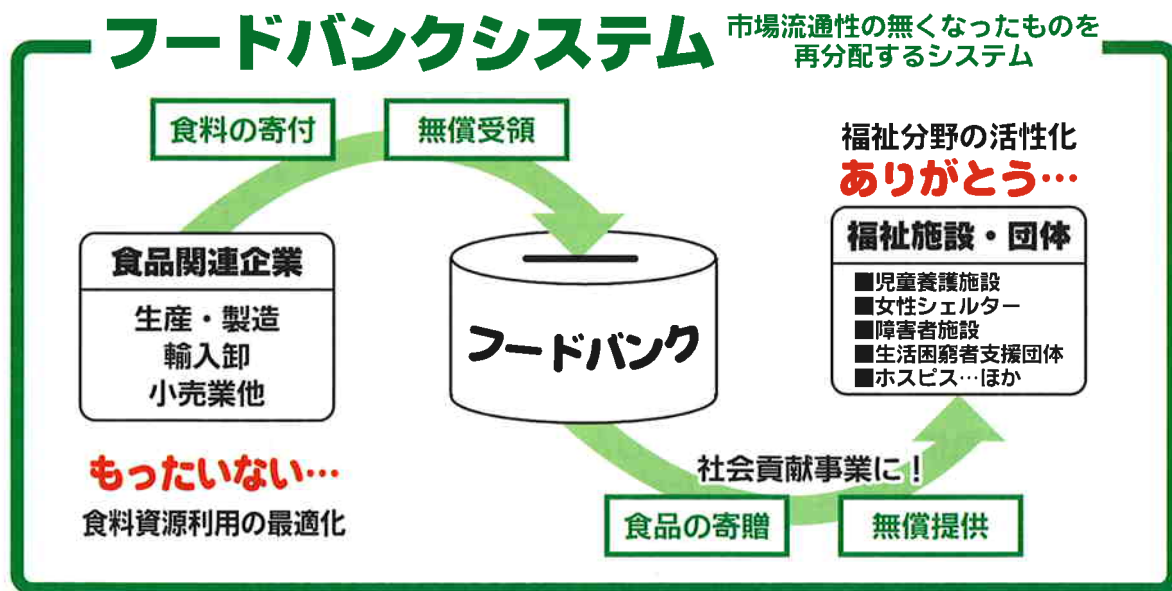 フードバンクシステム
市場流通性の無くなったものを
再分配するシステム
食料の寄付
無償受領
食品関連企業
生産・製造
輸入卸
小売業他
もったいない…
食料資源利用の最適化
フードバンク
福祉分野の活性化
ありがとう…
福祉施設・団体
■児童養護施設
■女性シェルター
■障害者施設
■生活困窮者支援団体
■ホスピス…ほか
社会貢献事業に!
食品の寄贈
無償提供